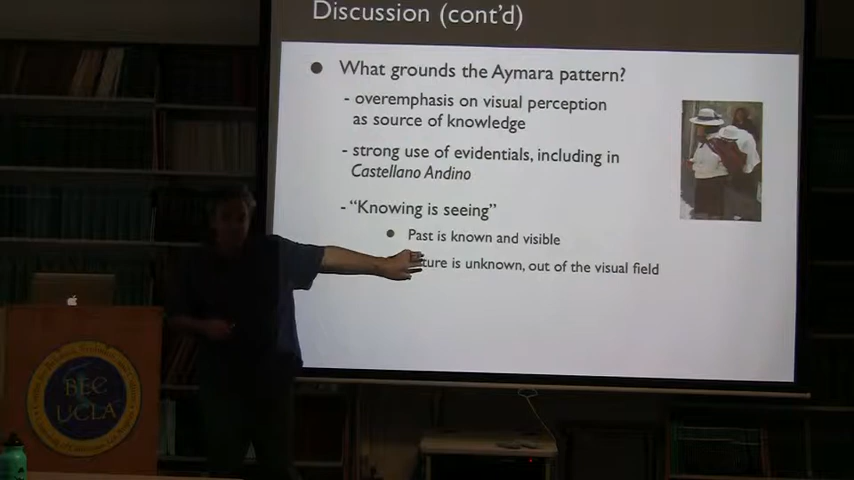 Discussion (cont'd)
● What grounds the Aymara pattern?
- overemphasis on visual perception
as source of knowledge
- strong use of evidentials, including in
Castellano Andino
- "Knowing is seeing"
● Past is known and visible
is unknown, out of the visual field
BEC
UCLA